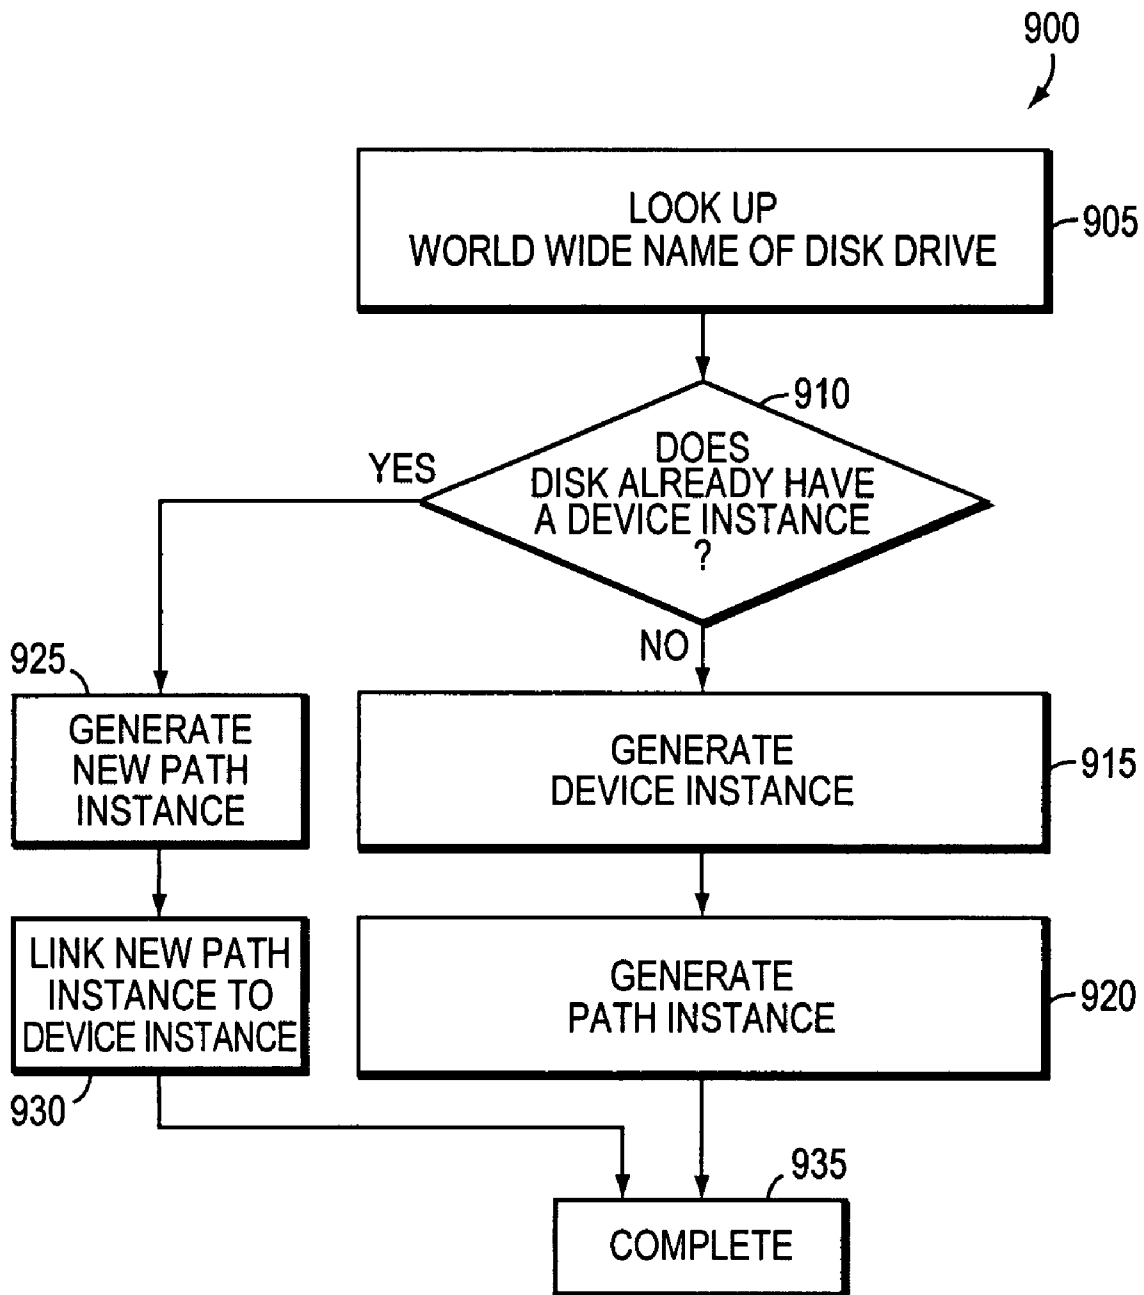 900
LOOK UP
WORLD WIDE NAME OF DISK DRIVE
905
910
DOES
DISK ALREADY HAVE
A DEVICE INSTANCE
?
YES
NO
925
GENERATE
NEW PATH
INSTANCE
GENERATE
DEVICE INSTANCE
915
LINK NEW PATH
INSTANCE TO
DEVICE INSTANCE
930
GENERATE
PATH INSTANCE
920
935
COMPLETE